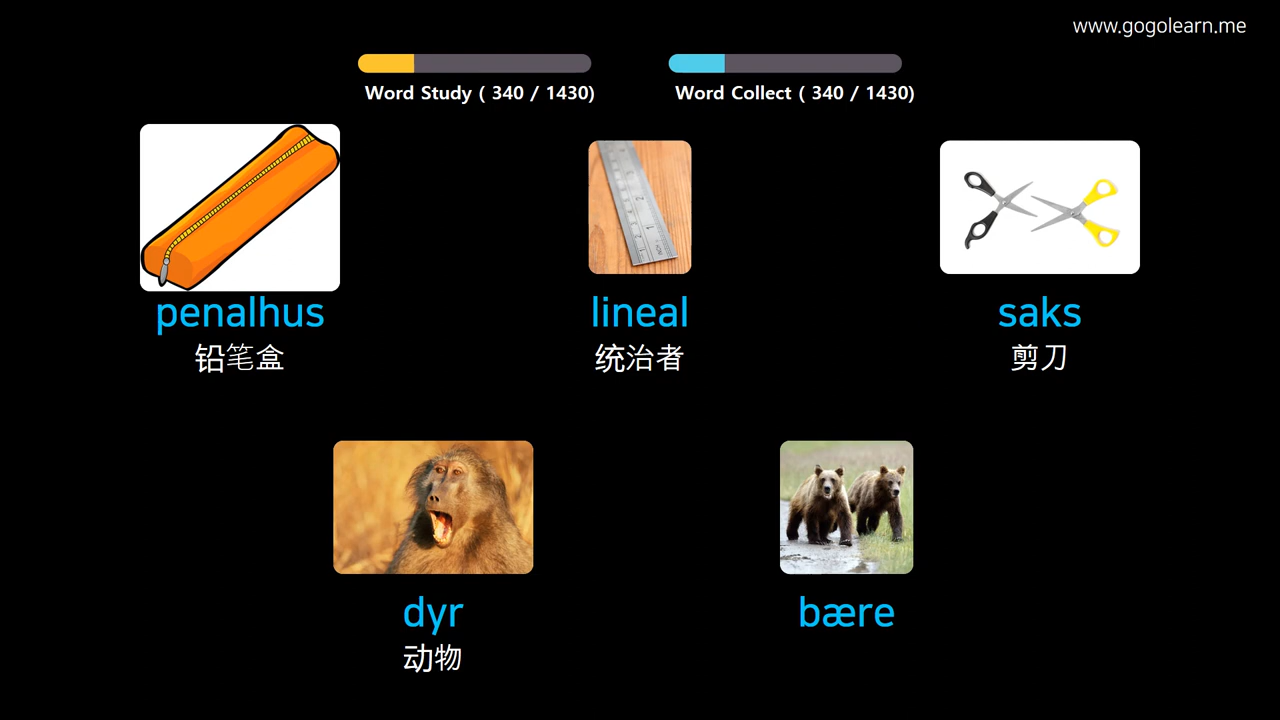 www.gogolearn.me
Word Study ( 340 / 1430)
Word Collect ( 340 / 1430)
penalhus
lineal
saks
铅笔盒
统治者
剪刀
dyr
bære
动物